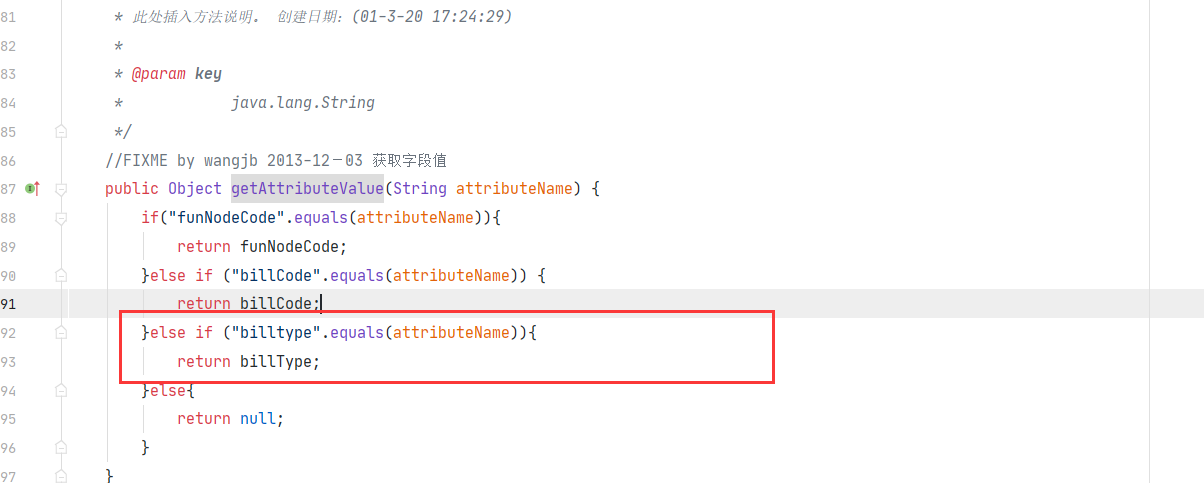 81 * 此处插入方法说明。 创建日期：(01-3-20 17:24:29)
82 *
83 * @param key
84 * java.lang.String
85 */
86 //FIXME by wangjb 2013-12－03 获取字段值
87 public Object getAttributeValue(String attributeName) {
88 if("funNodeCode".equals(attributeName)){
89 return funNodeCode;
90 }else if ("billCode".equals(attributeName)) {
91 return billCode;
92 }else if ("billtype".equals(attributeName)){
93 return billType;
94 }else{
95 return null;
96 }
97 }